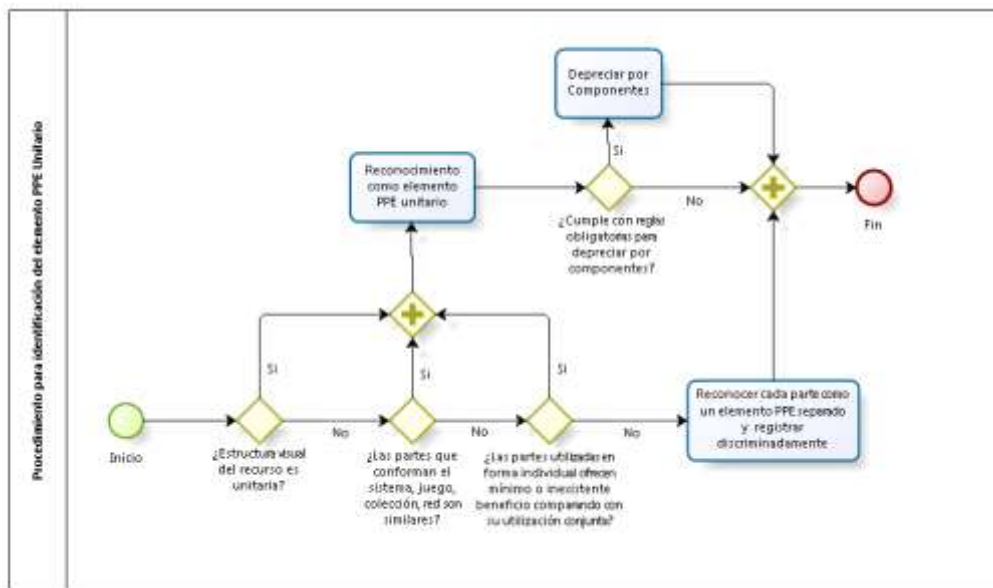 Procedimiento para identificación del elemento PPE Unitario
Depreciar por
Componentes
Si
Reconocimiento
como elemento
PPE unitario
No
¿Cumple con reglas
obligatorias para
depreciar por
componentes?
Fin
Si
Si
Si
Reconocer cada parte como
un elemento PPE separado
y registrar
discriminadamente
Inicio
No
No
No
¿Estructura visual
del recurso es
unitaria?
¿Las partes que
conforman el
sistema, juego,
colección, red son
similares?
¿Las partes utilizadas en
forma individual ofrecen
mínimo o inexistente
beneficio comparando con
su utilización conjunta?